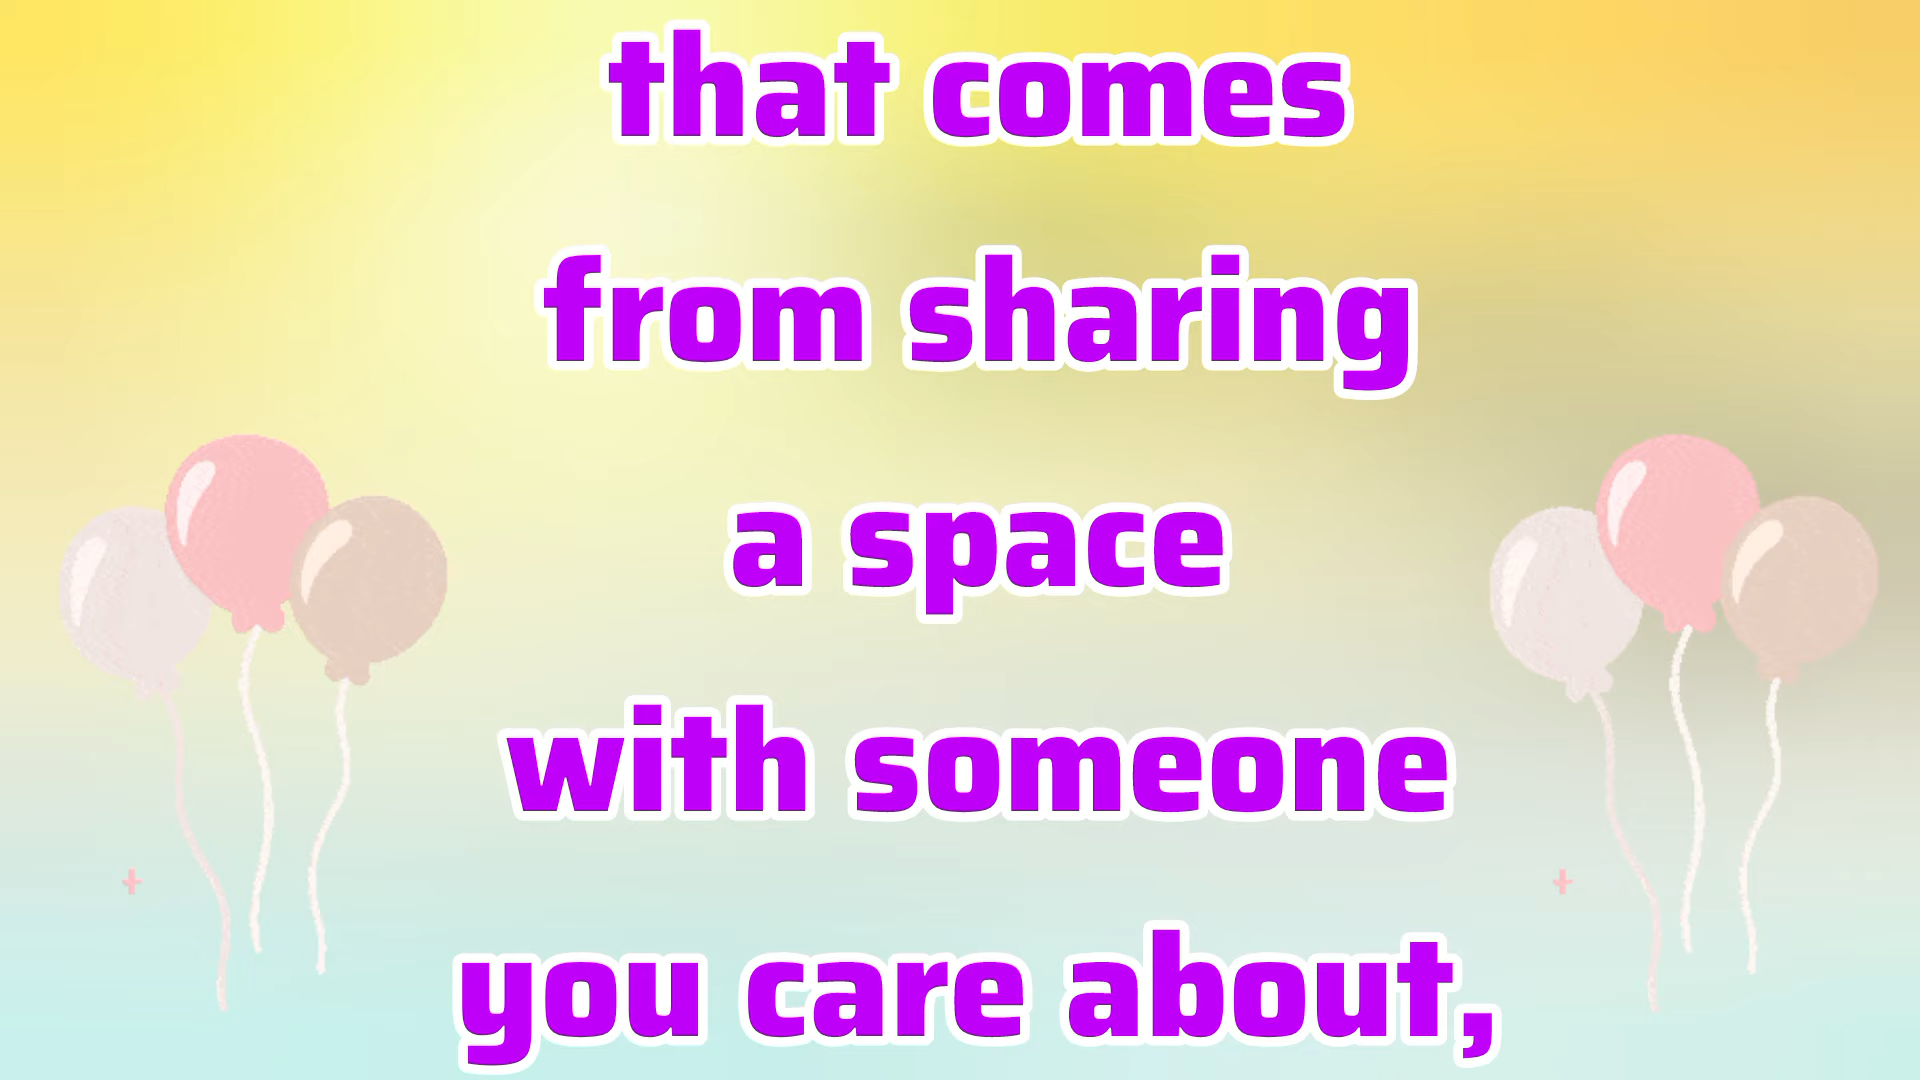 that comes
from sharing
a space
with someone
you care about,